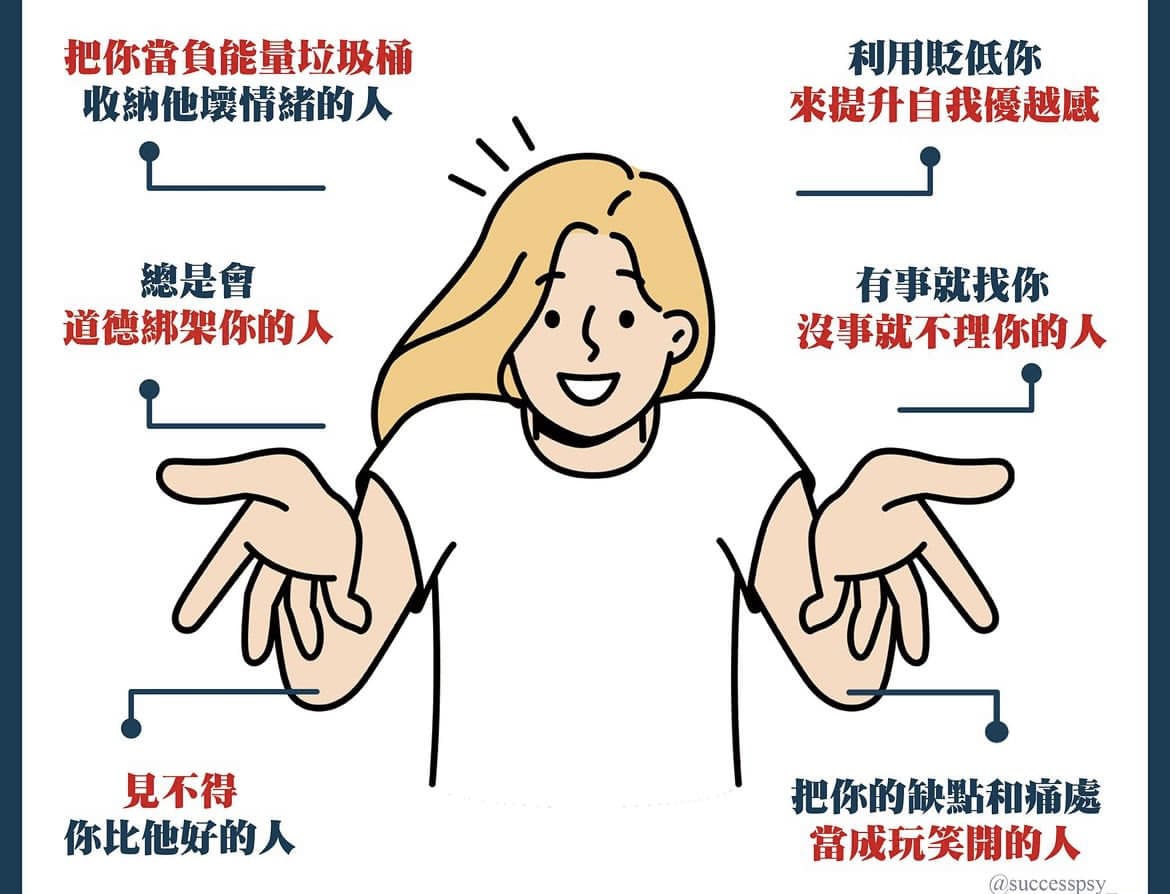 把你當負能量垃圾桶
收納他壞情緒的人
利用貶低你
來提升自我優越感
總是會
道德綁架你的人
有事就找你
沒事就不理你的人
見不得
你比他好的人
把你的缺點和痛處
當成玩笑開的人
@successpsy_